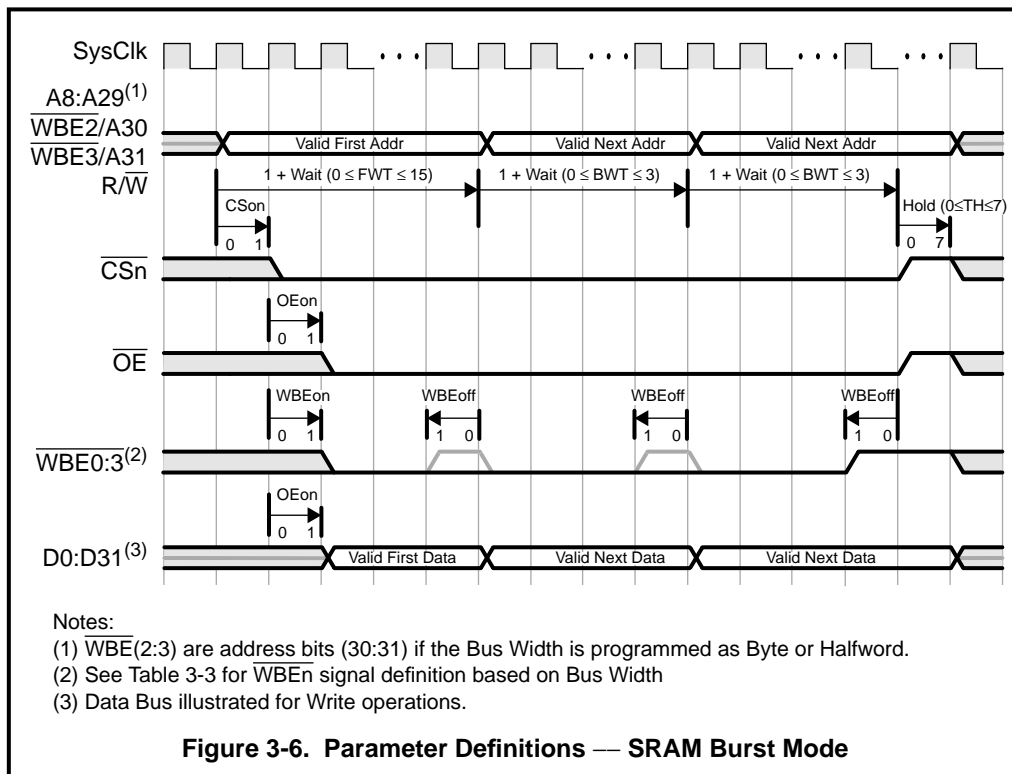 SysClk
A8:A29(1)
WBE2/A30
WBE3/A31
R/W
Valid First Addr Valid Next Addr Valid Next Addr
1 + Wait (0 ≤ FWT ≤ 15) 1 + Wait (0 ≤ BWT ≤ 3) 1 + Wait (0 ≤ BWT ≤ 3)
CSon Hold (0≤TH≤7)
0 1 0 7
CSn
OEon
0 1
OE
WBEon WBEoff WBEoff WBEoff
0 1 1 0 1 0 1 0
WBE0:3(2)
OEon
0 1
D0:D31(3) Valid First Data Valid Next Data Valid Next Data
Notes:
(1) WBE(2:3) are address bits (30:31) if the Bus Width is programmed as Byte or Halfword.
(2) See Table 3-3 for WBEn signal definition based on Bus Width
(3) Data Bus illustrated for Write operations.
Figure 3-6. Parameter Definitions — SRAM Burst Mode